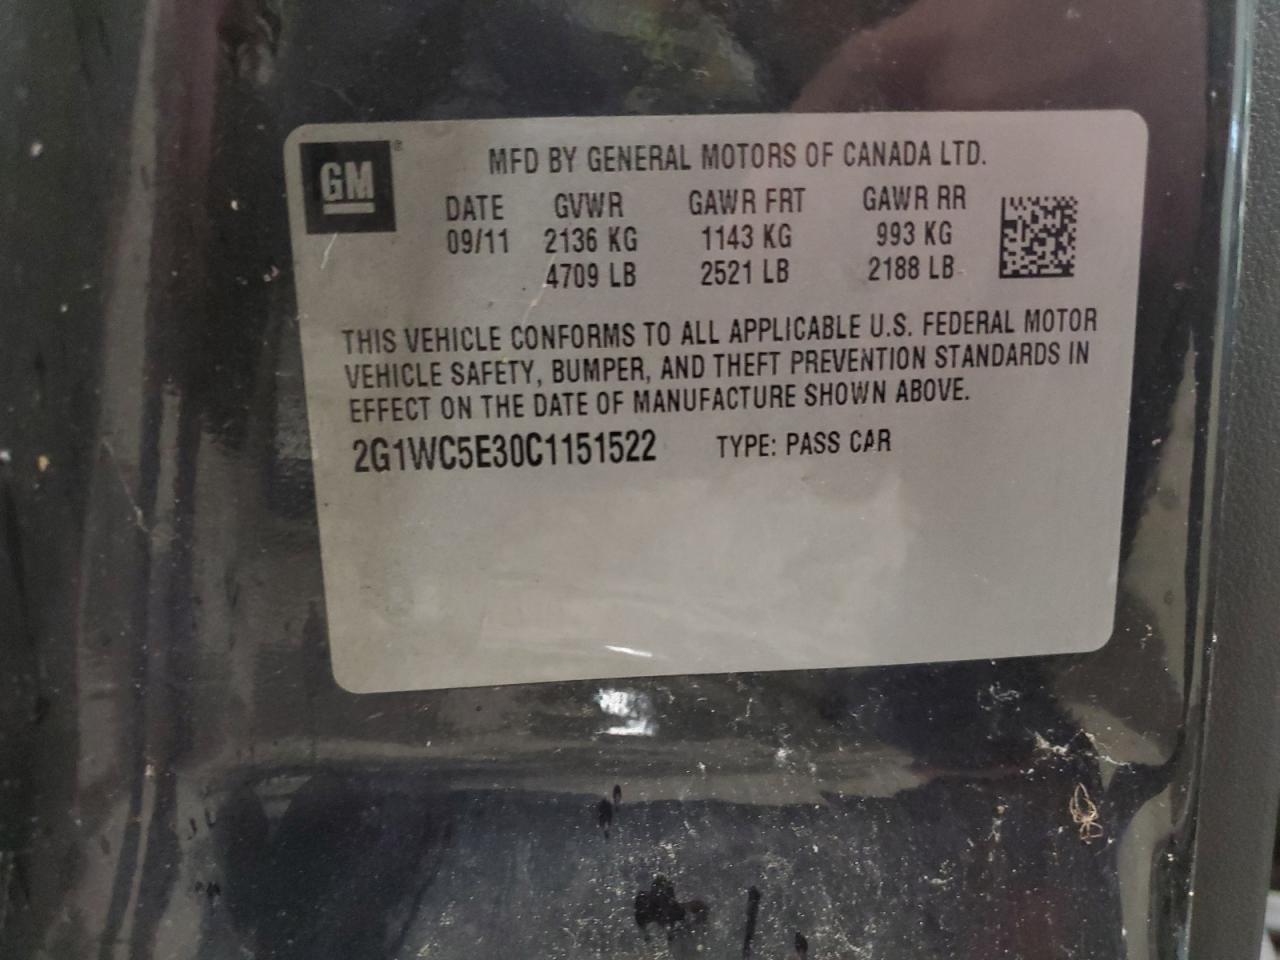 GM®
MFD BY GENERAL MOTORS OF CANADA LTD.
DATE GVWR GAWR FRT GAWR RR
09/11 2136 KG 1143 KG 993 KG
4709 LB 2521 LB 2188 LB
THIS VEHICLE CONFORMS TO ALL APPLICABLE U.S. FEDERAL MOTOR
VEHICLE SAFETY, BUMPER, AND THEFT PREVENTION STANDARDS IN
EFFECT ON THE DATE OF MANUFACTURE SHOWN ABOVE.
2G1WC5E30C1151522 TYPE: PASS CAR